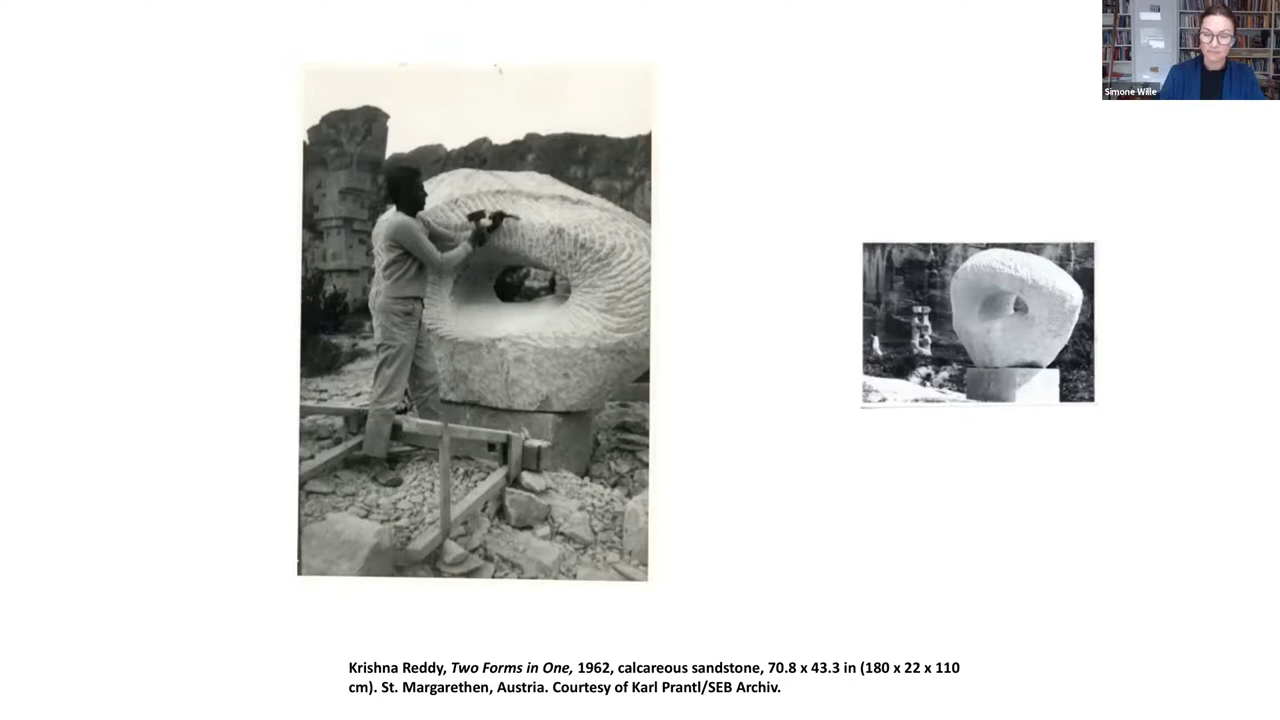 Simone Wille
Krishna Reddy, Two Forms in One, 1962, calcareous sandstone, 70.8 x 43.3 in (180 x 22 x 110
cm). St. Margarethen, Austria. Courtesy of Karl Prantl/SEB Archiv.